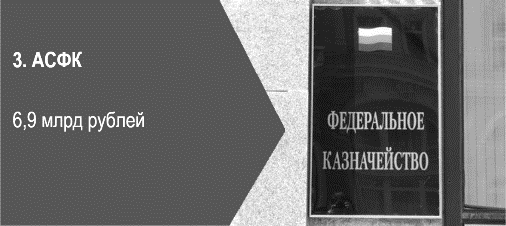 3. АСФК
6,9 млрд рублей
ФЕДЕРАЛЬНОЕ
КАЗНАЧЕЙСТВО